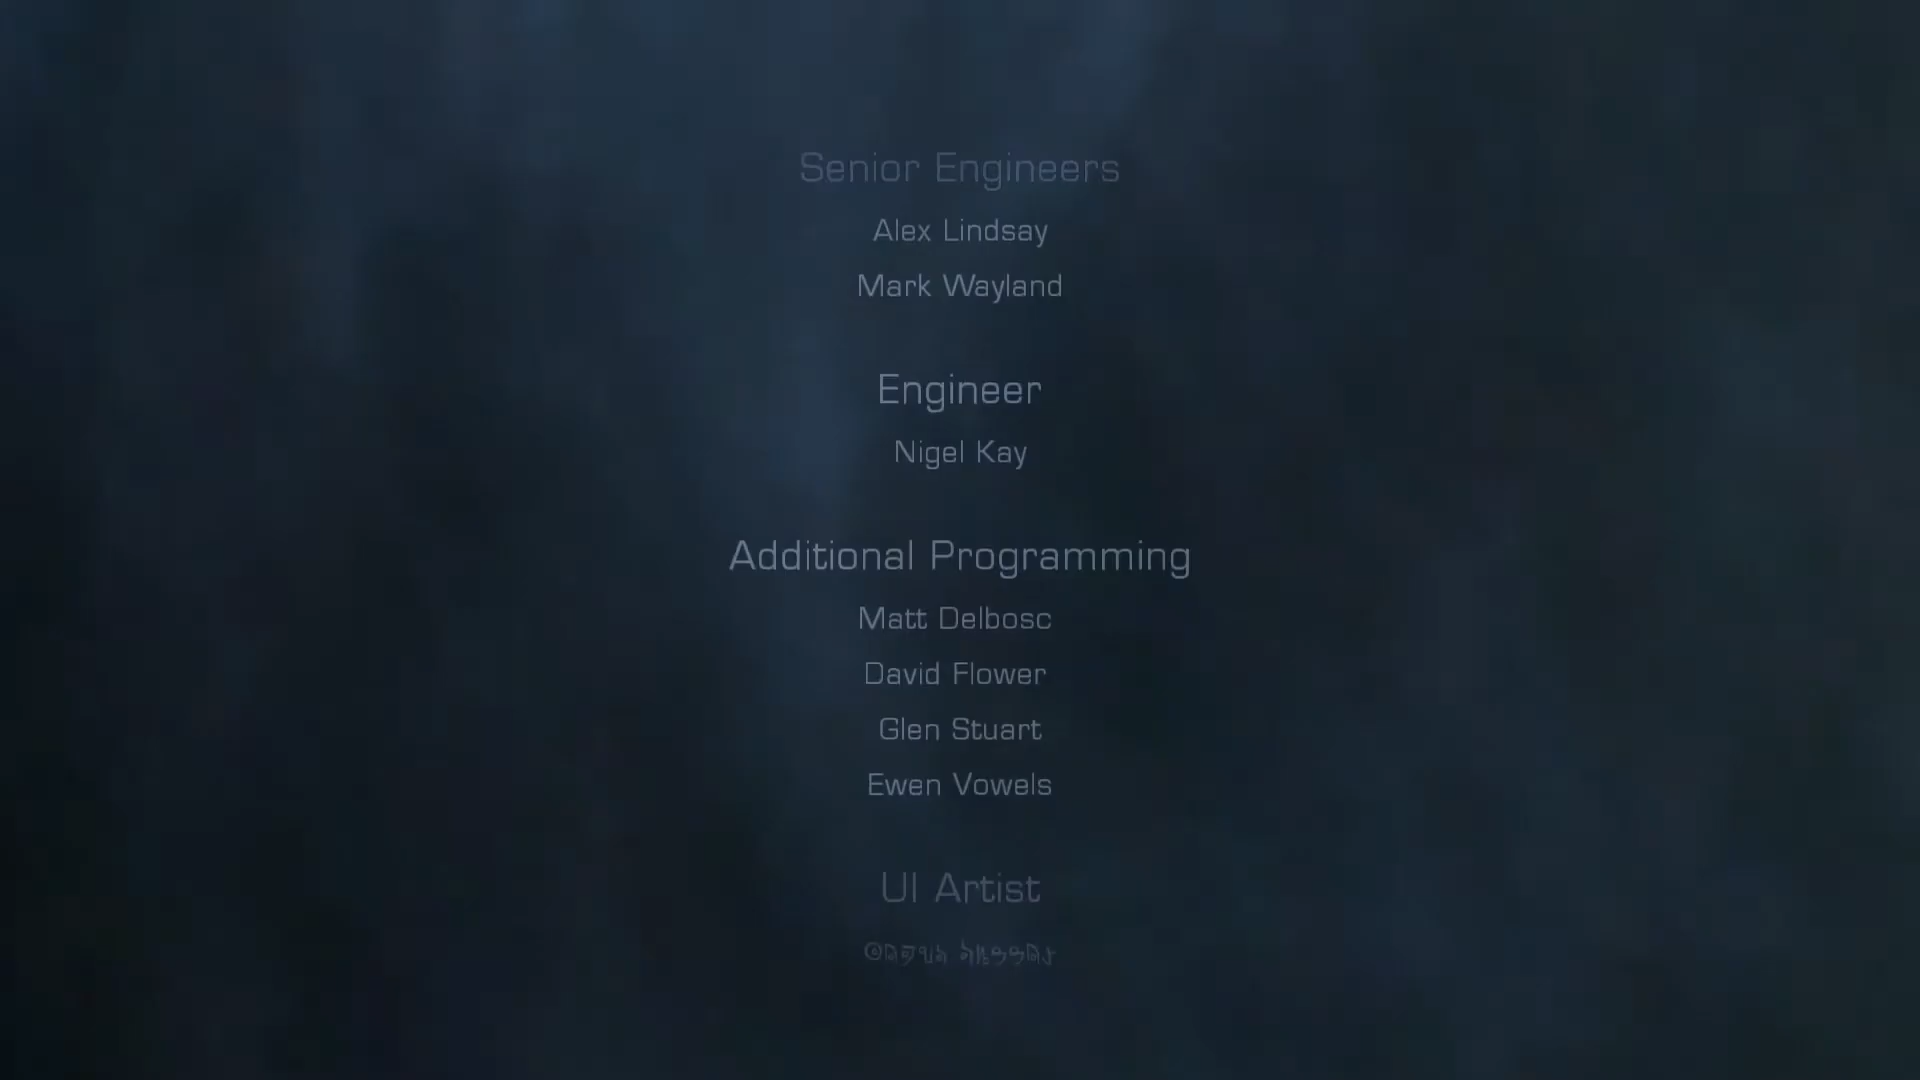 Senior Engineers
Alex Lindsay
Mark Wayland
Engineer
Nigel Kay
Additional Programming
Matt Delbosc
David Flower
Glen Stuart
Ewen Vowels
UI Artist